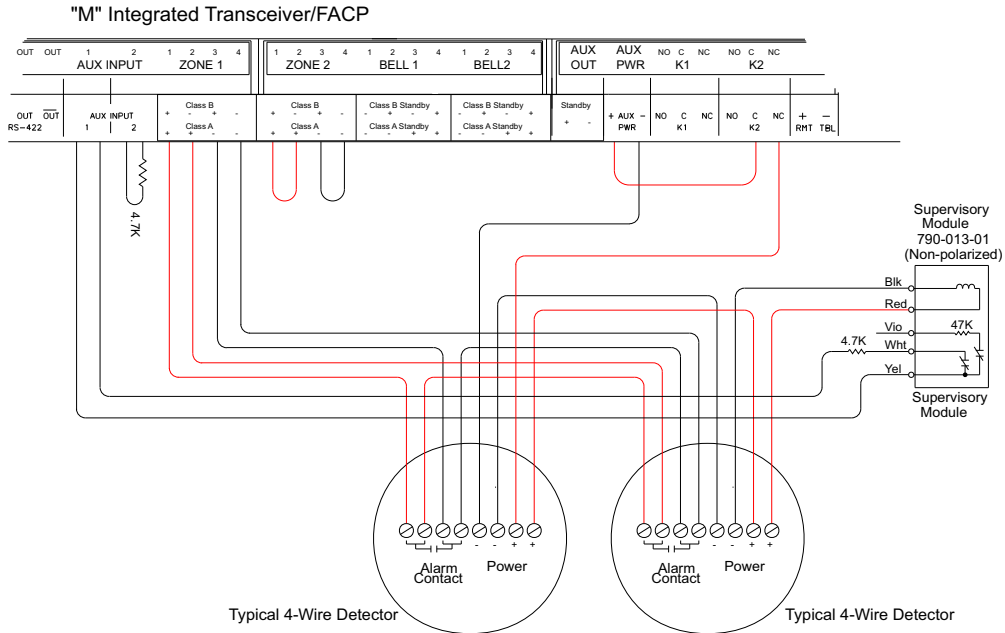 "M" Integrated Transceiver/FACP
OUT OUT 1 2 1 2 3 4 1 2 3 4 1 2 3 4 1 2 3 4 AUX OUT AUX PWR NO C NC NO C NC
AUX INPUT ZONE 1 ZONE 2 BELL 1 BELL2 K1 K2
OUT OUT AUX INPUT Class B Class B Class B Standby Class B Standby Standby + AUX - NO C NC NO C NC + -
+ - + - + - + - + - + - + - + - + -
RS-422 1 2 Class A Class A Class A Standby Class A Standby PWR K1 K2 RMT TBL
+ + - - + + - - - - + + - - + +
4.7K
Supervisory
Module
790-013-01
(Non-polarized)
Blk
Red
Vio 47K
4.7K Wht
Yel
Supervisory
Module
- - + + - - + +
Alarm
Contact Power
Alarm
Contact Power
Typical 4-Wire Detector
Typical 4-Wire Detector